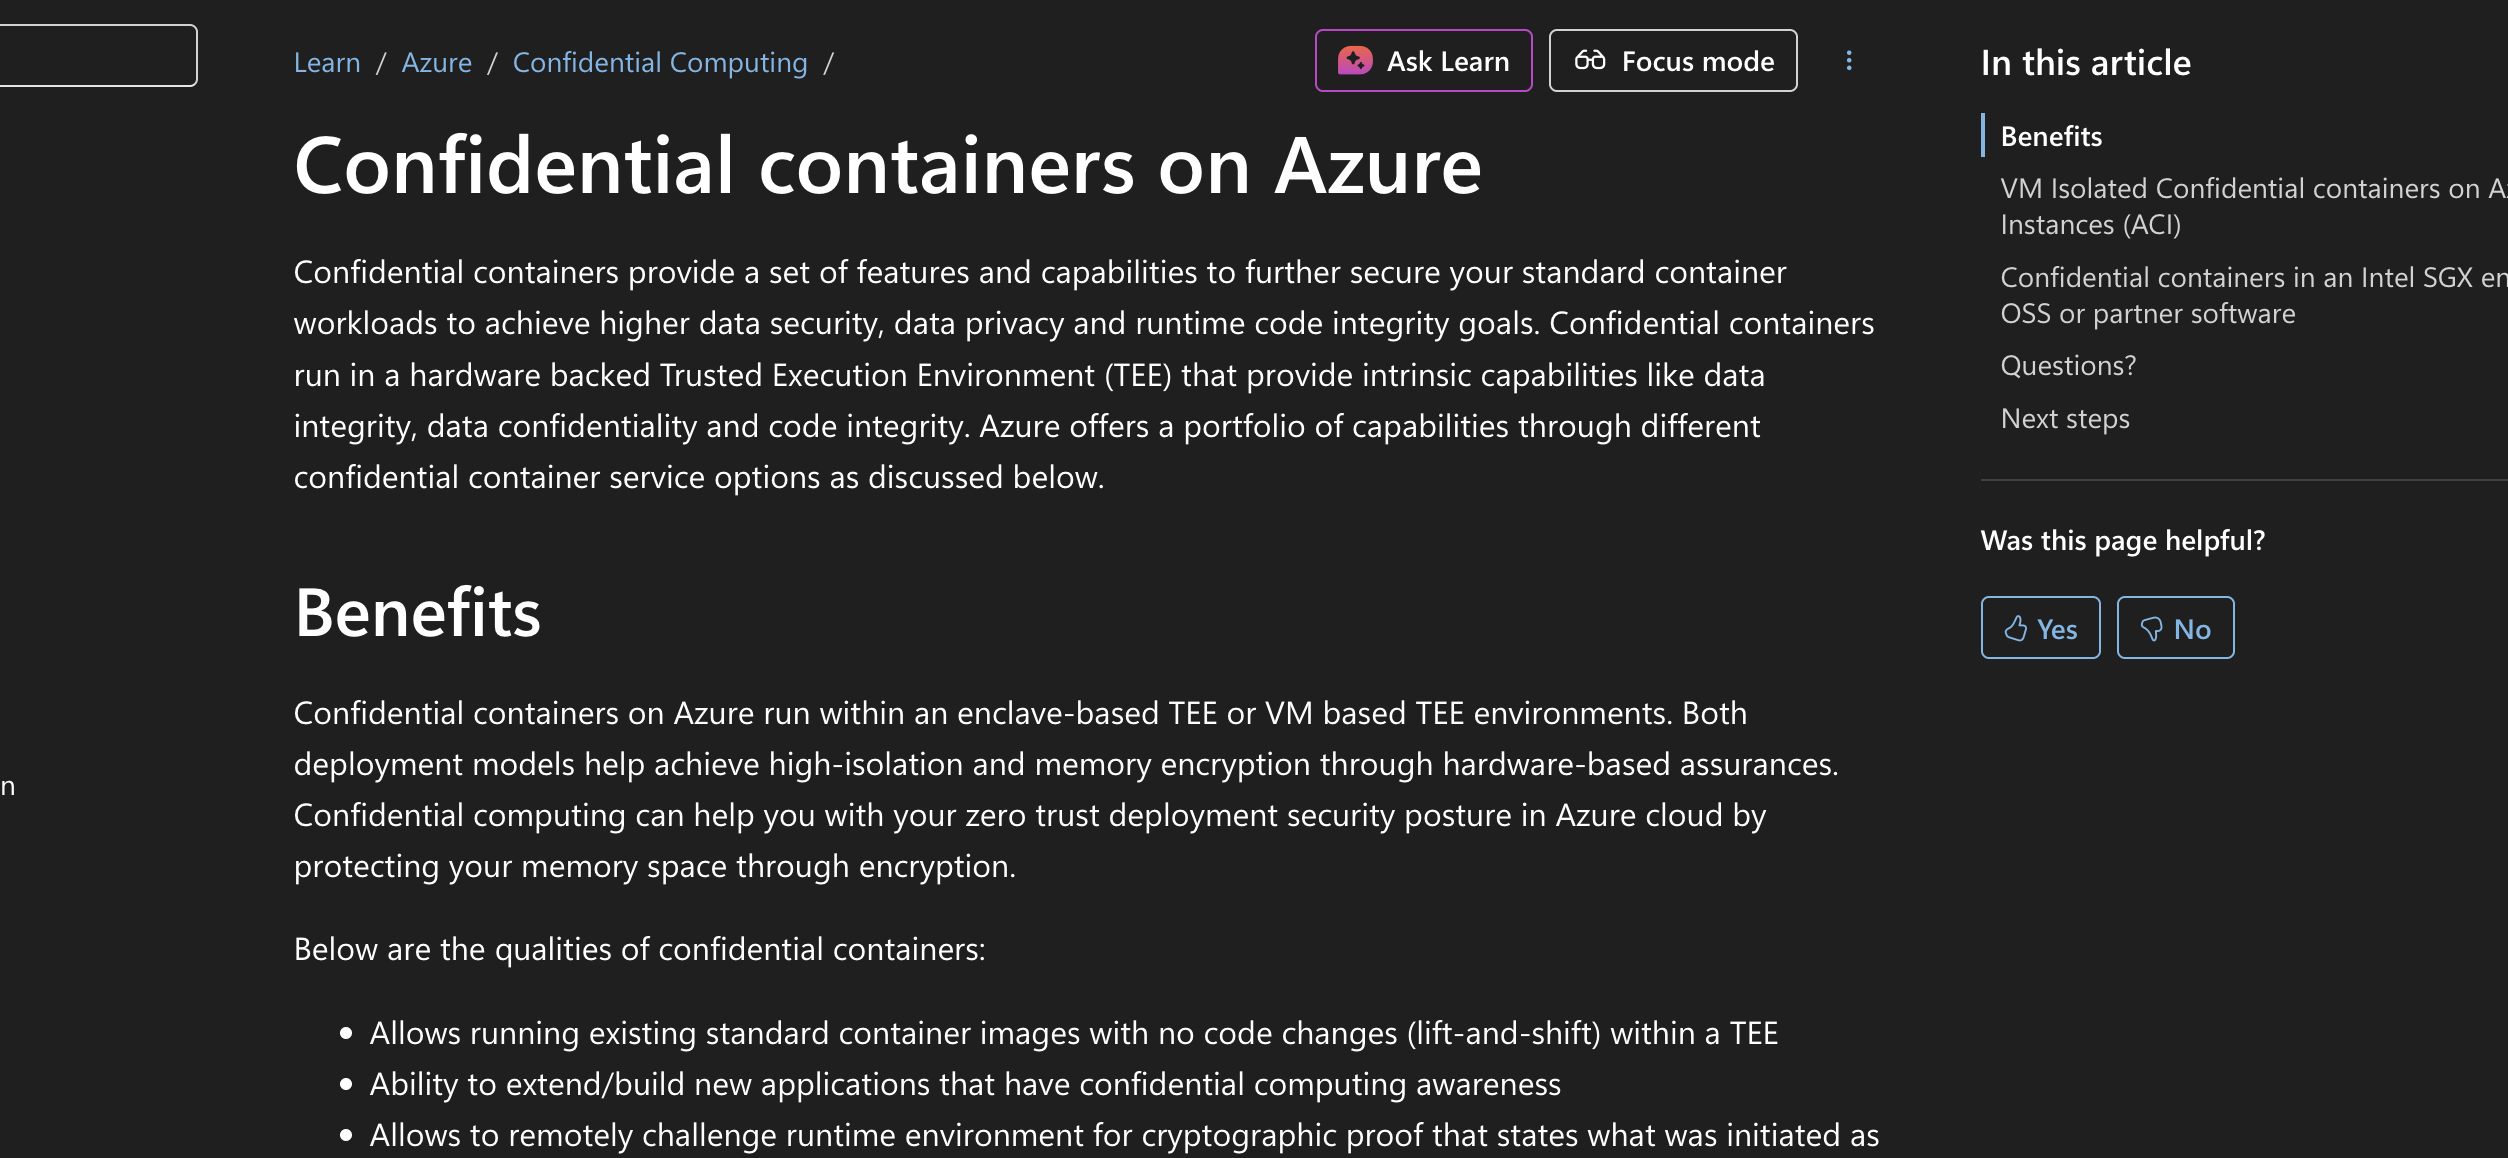 Learn / Azure / Confidential Computing /
Ask Learn
Focus mode
Confidential containers on Azure
Confidential containers provide a set of features and capabilities to further secure your standard container
workloads to achieve higher data security, data privacy and runtime code integrity goals. Confidential containers
run in a hardware backed Trusted Execution Environment (TEE) that provide intrinsic capabilities like data
integrity, data confidentiality and code integrity. Azure offers a portfolio of capabilities through different
confidential container service options as discussed below.
Benefits
Confidential containers on Azure run within an enclave-based TEE or VM based TEE environments. Both
deployment models help achieve high-isolation and memory encryption through hardware-based assurances.
Confidential computing can help you with your zero trust deployment security posture in Azure cloud by
protecting your memory space through encryption.
Below are the qualities of confidential containers:
• Allows running existing standard container images with no code changes (lift-and-shift) within a TEE
• Ability to extend/build new applications that have confidential computing awareness
• Allows to remotely challenge runtime environment for cryptographic proof that states what was initiated as
In this article
Benefits
VM Isolated Confidential containers on
Instances (ACI)
Confidential containers in an Intel SGX
OSS or partner software
Questions?
Next steps
Was this page helpful?
Yes
No